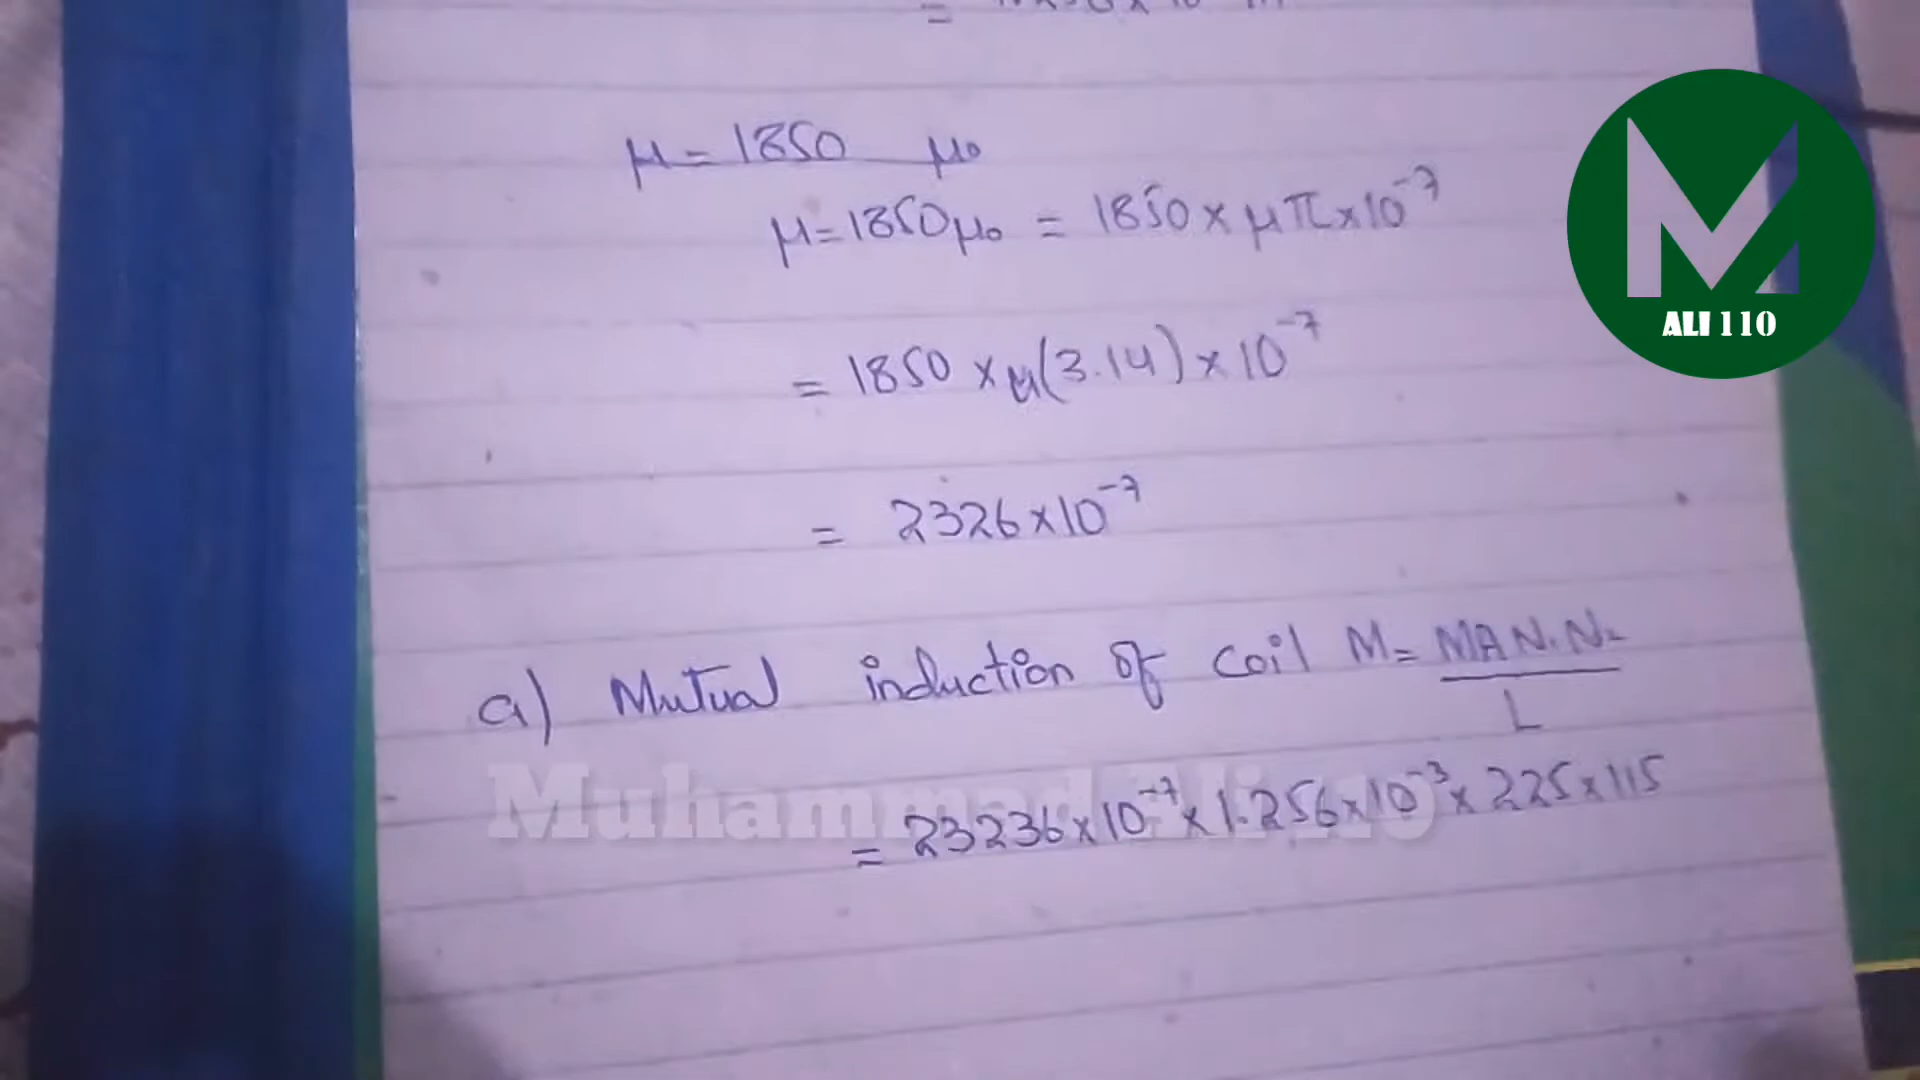 μ = 1850 μ₀
μ = 1850μ₀ = 1850 × 4π × 10⁻⁷
= 1850 × 4(3.14) × 10⁻⁷
= 2326 × 10⁻⁷
a) Mutual induction of coil M = MAN₁N₂
L
= 23236 × 10⁻⁷ × 1.256 × 10⁻³ × 225 × 115
M
ALI 110
Muhammad Ali 110